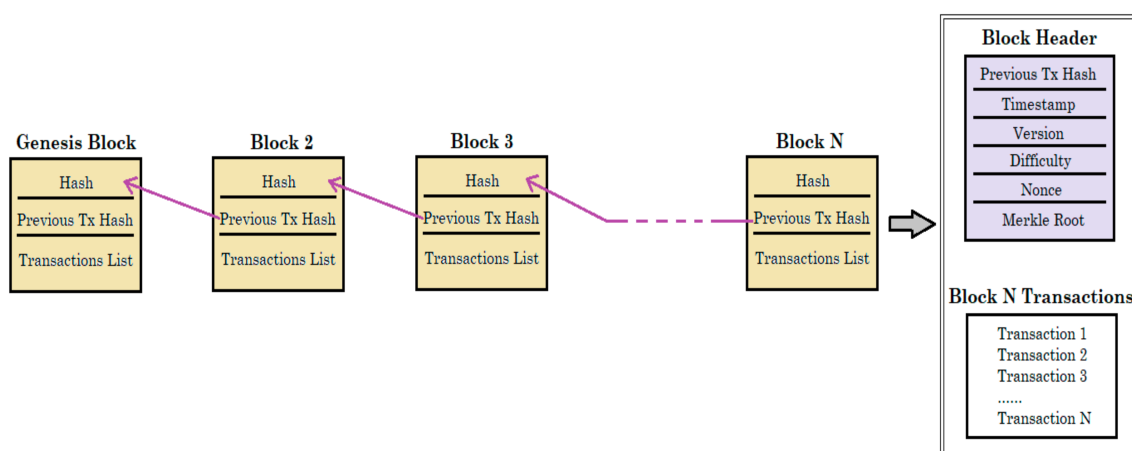 Genesis Block
Hash
Previous Tx Hash
Transactions List
Block 2
Hash
Previous Tx Hash
Transactions List
Block 3
Hash
Previous Tx Hash
Transactions List
Block N
Hash
Previous Tx Hash
Transactions List
Block Header
Previous Tx Hash
Timestamp
Version
Difficulty
Nonce
Merkle Root
Block N Transactions
Transaction 1
Transaction 2
Transaction 3
......
Transaction N